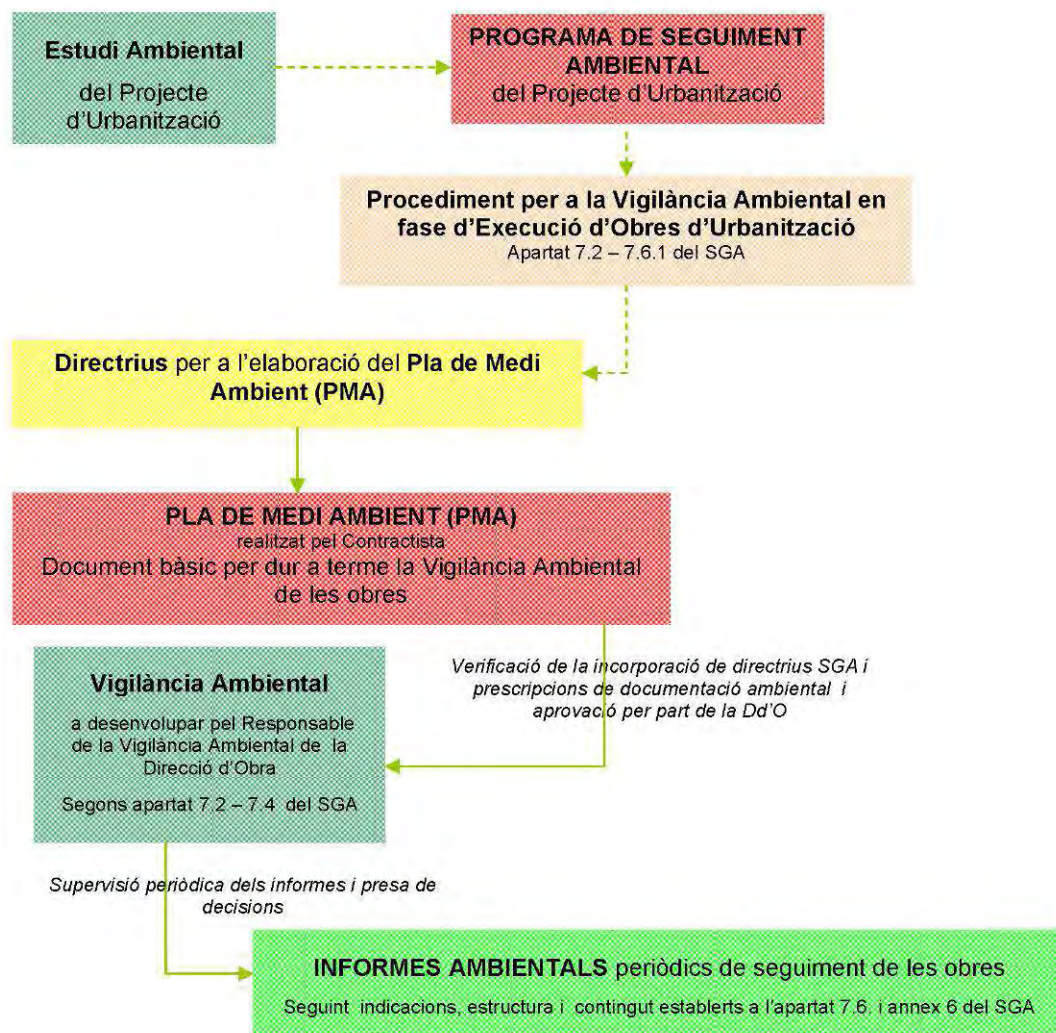 Estudi Ambiental
del Projecte
d'Urbanització
PROGRAMA DE SEGUIMENT
AMBIENTAL
del Projecte d'Urbanització
Procediment per a la Vigilància Ambiental en
fase d'Execució d'Obres d'Urbanització
Apartat 7.2 – 7.6.1 del SGA
Directrius per a l'elaboració del Pla de Medi
Ambient (PMA)
PLA DE MEDI AMBIENT (PMA)
realitzat pel Contractista
Document bàsic per dur a terme la Vigilància Ambiental
de les obres
Verificació de la incorporació de directrius SGA i
prescripcions de documentació ambiental i
aprovació per part de la Dd'O
Vigilància Ambiental
a desenvolupar pel Responsable
de la Vigilància Ambiental de la
Direcció d'Obra
Segons apartat 7.2 – 7.4 del SGA
Supervisió periòdica dels informes i presa de
decisions
INFORMES AMBIENTALS periòdics de seguiment de les obres
Seguint indicacions, estructura i contingut establerts a l'apartat 7.6. i annex 6 del SGA